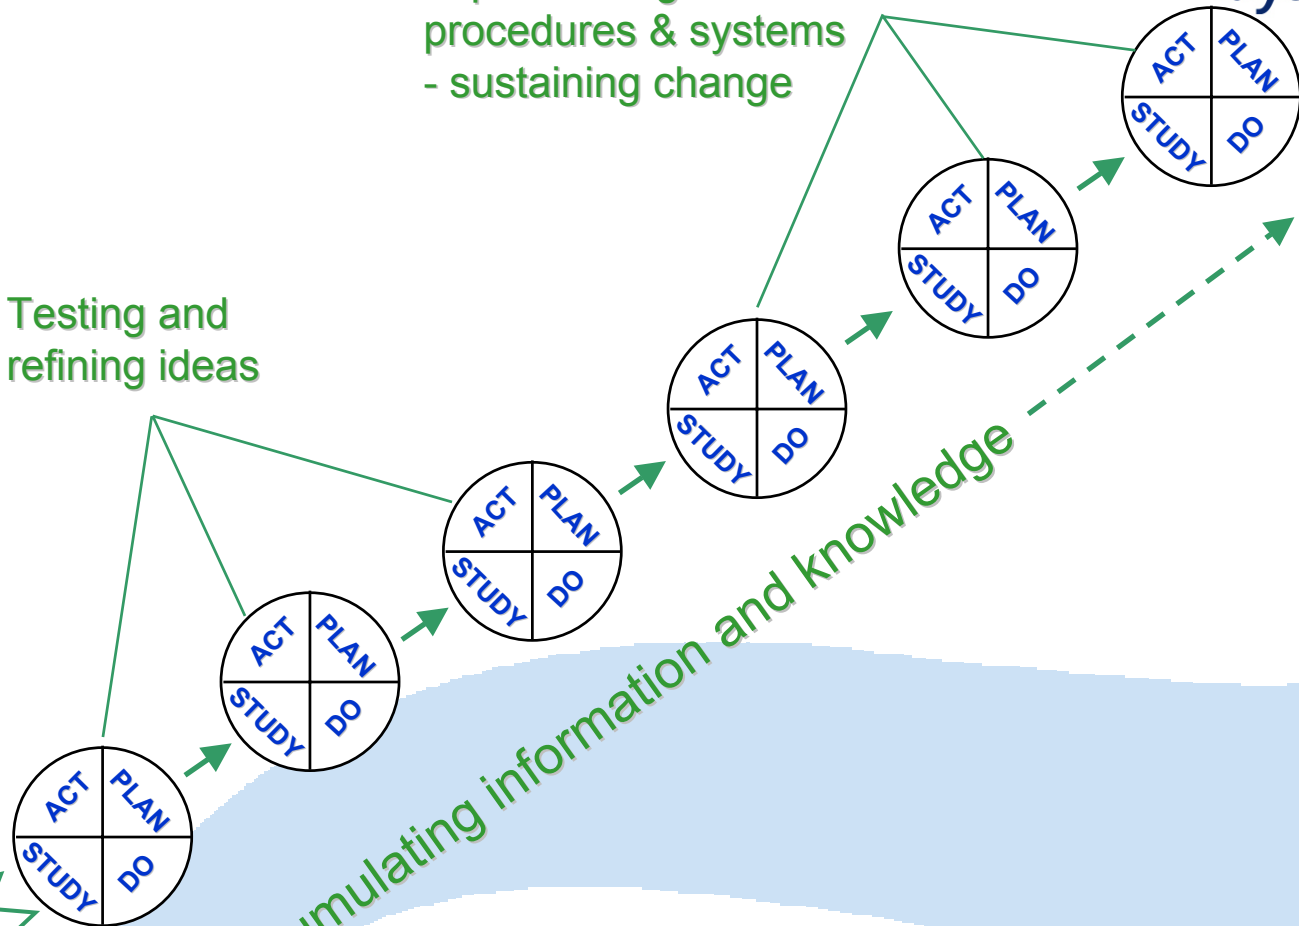 procedures & systems
- sustaining change
ACT PLAN
STUDY DO
ACT PLAN
STUDY DO
Testing and
refining ideas
ACT PLAN
STUDY DO
ACT PLAN
STUDY DO
ACT PLAN
STUDY DO
ACT PLAN
STUDY DO
information and knowledge